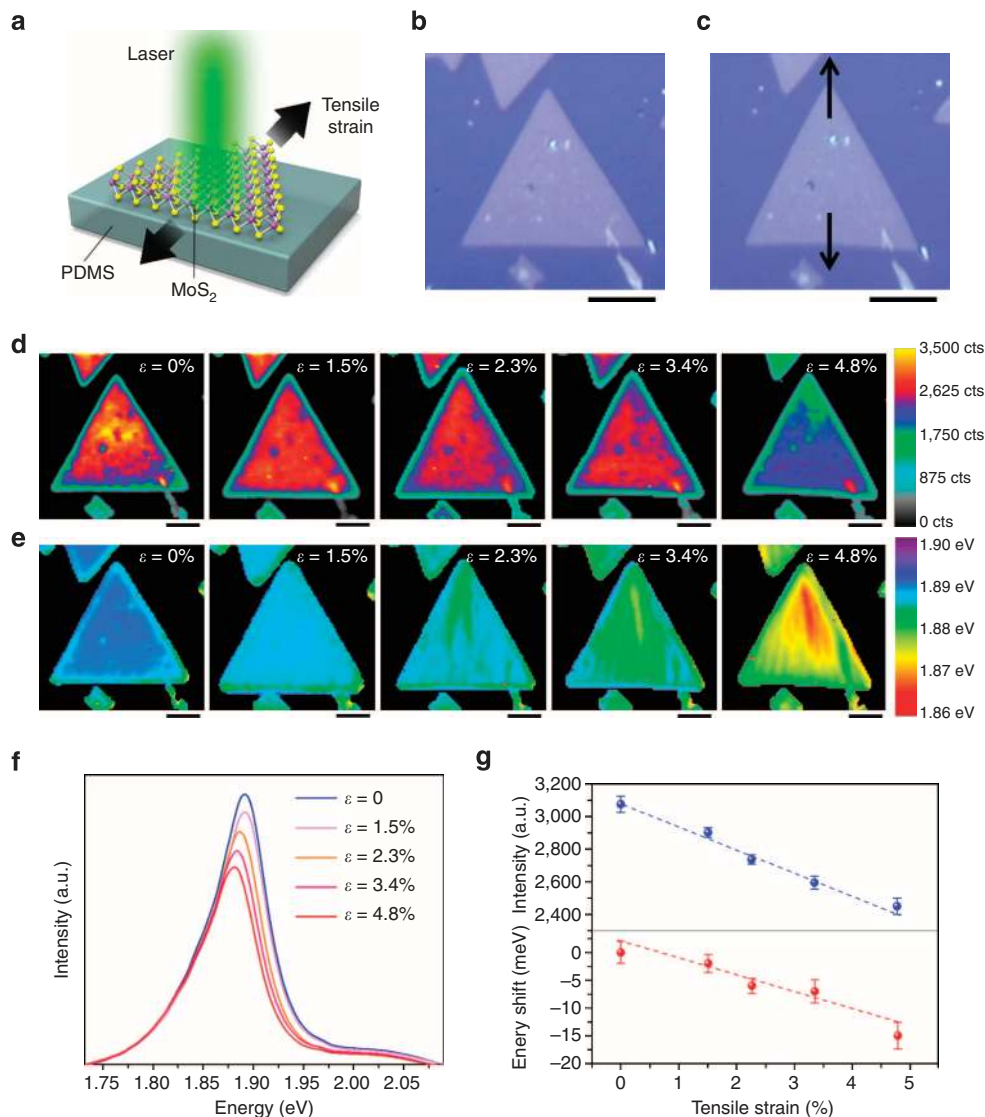 a
Laser
Tensile
strain
PDMS
MoS2
b
c
d
ε = 0%
ε = 1.5%
ε = 2.3%
ε = 3.4%
ε = 4.8%
3,500 cts
2,625 cts
1,750 cts
875 cts
0 cts
e
ε = 0%
ε = 1.5%
ε = 2.3%
ε = 3.4%
ε = 4.8%
1.90 eV
1.89 eV
1.88 eV
1.87 eV
1.86 eV
f
Intensity (a.u.)
ε = 0
ε = 1.5%
ε = 2.3%
ε = 3.4%
ε = 4.8%
1.75 1.80 1.85 1.90 1.95 2.00 2.05
Energy (eV)
g
Intensity (a.u.)
3,200
3,000
2,800
2,600
2,400
Enery shift (meV)
0
−5
−10
−15
−20
0 1 2 3 4 5
Tensile strain (%)